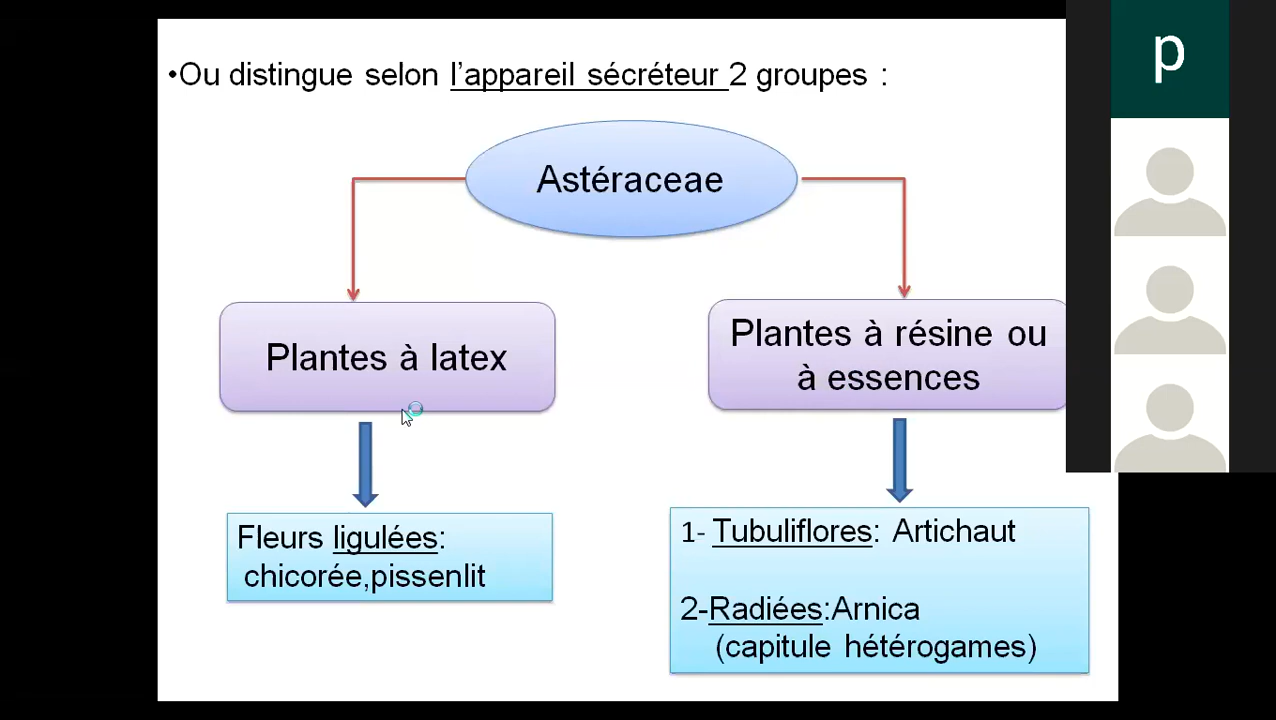 •Ou distingue selon l'appareil sécréteur 2 groupes :
p
Astéraceae
Plantes à latex
Plantes à résine ou
à essences
Fleurs ligulées:
chicorée,pissenlit
1- Tubuliflores: Artichaut
2-Radiées:Arnica
(capitule hétérogames)